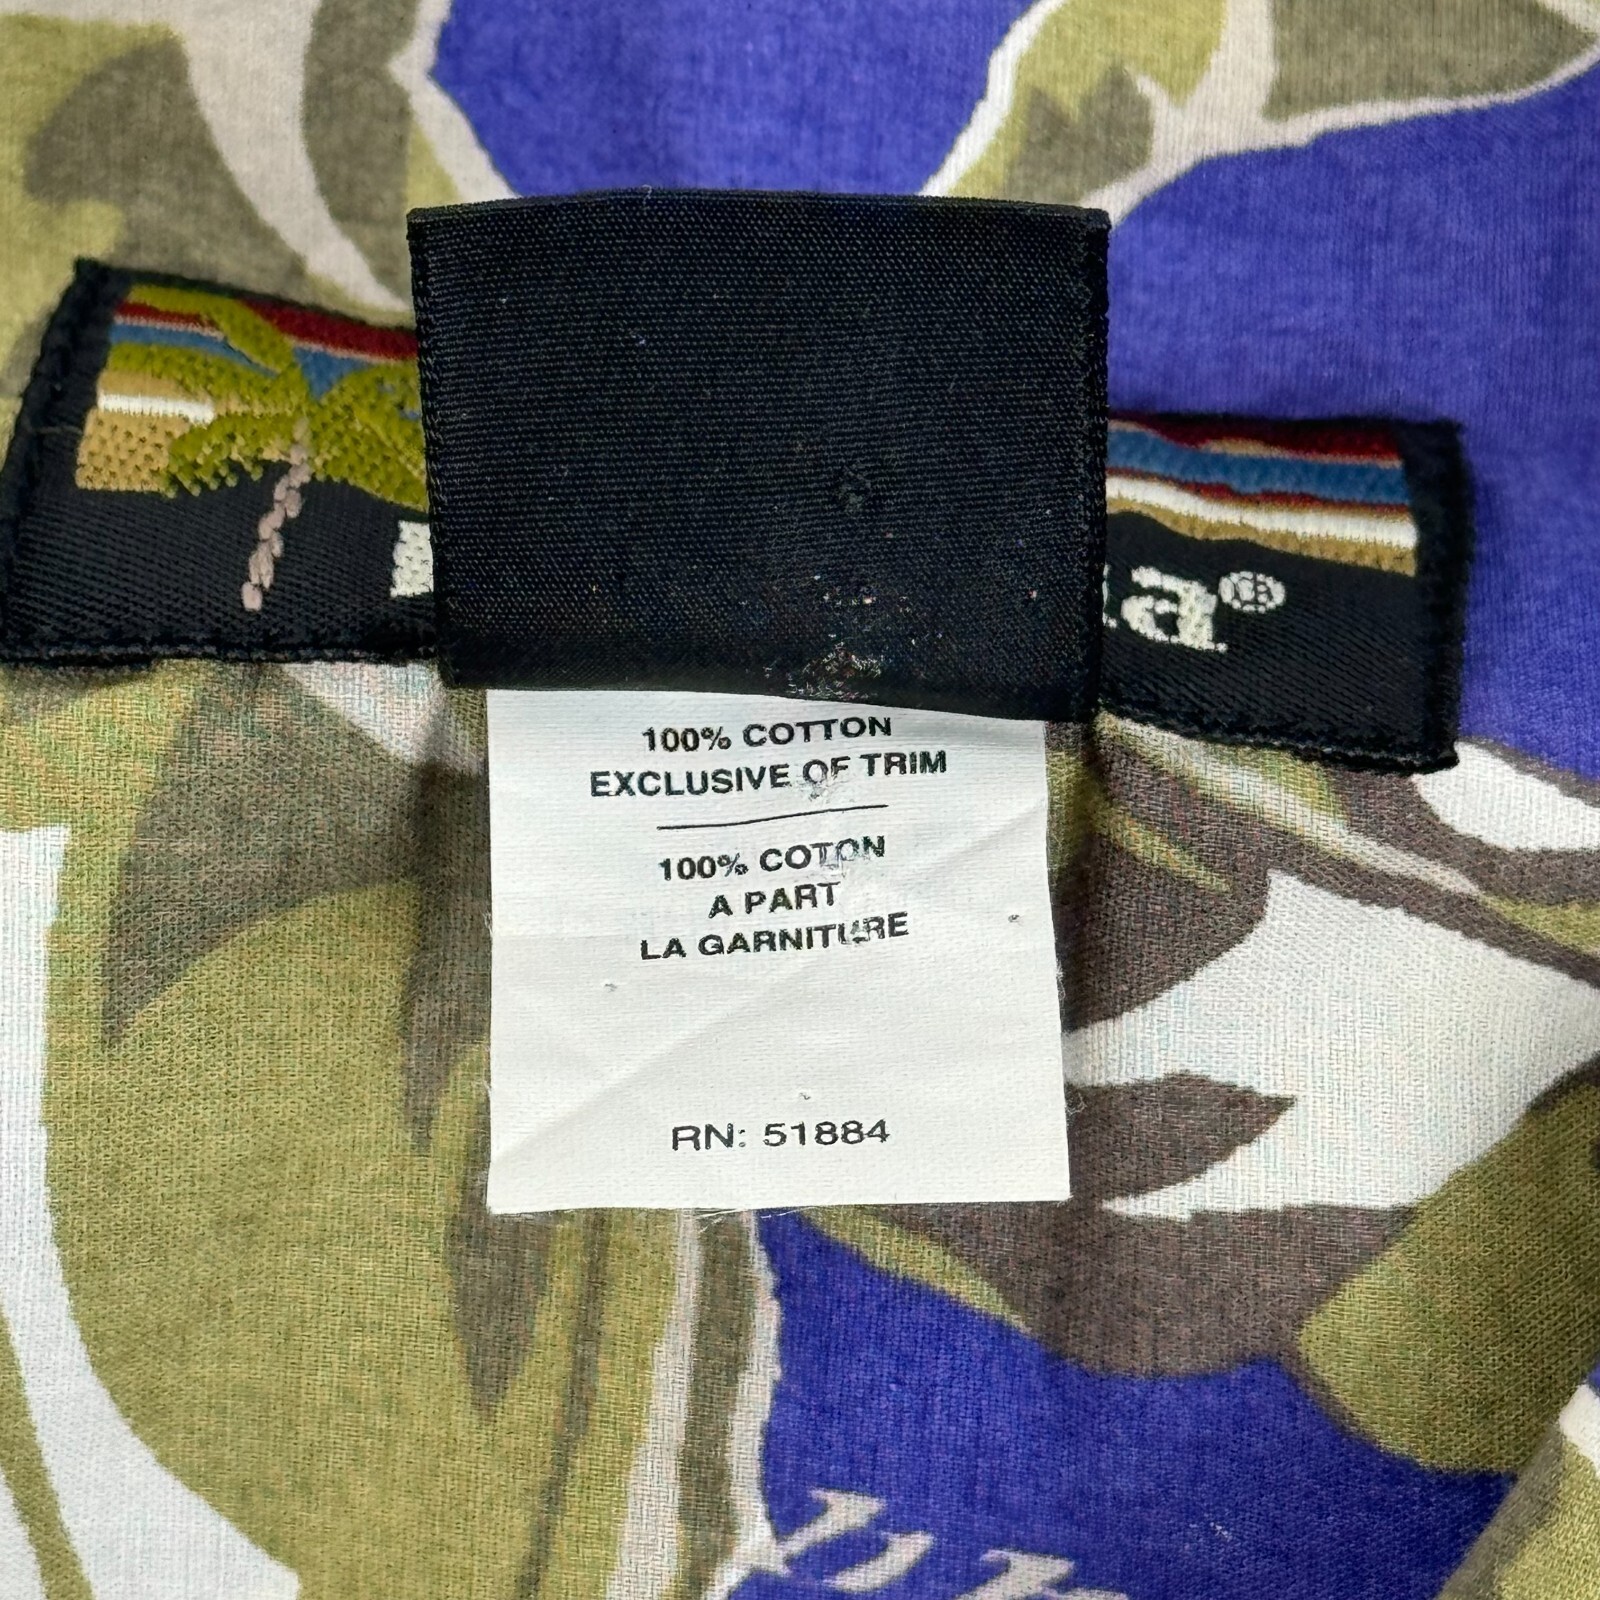 a®
100% COTTON
EXCLUSIVE OF TRIM
100% COTON
A PART
LA GARNITURE
RN: 51884